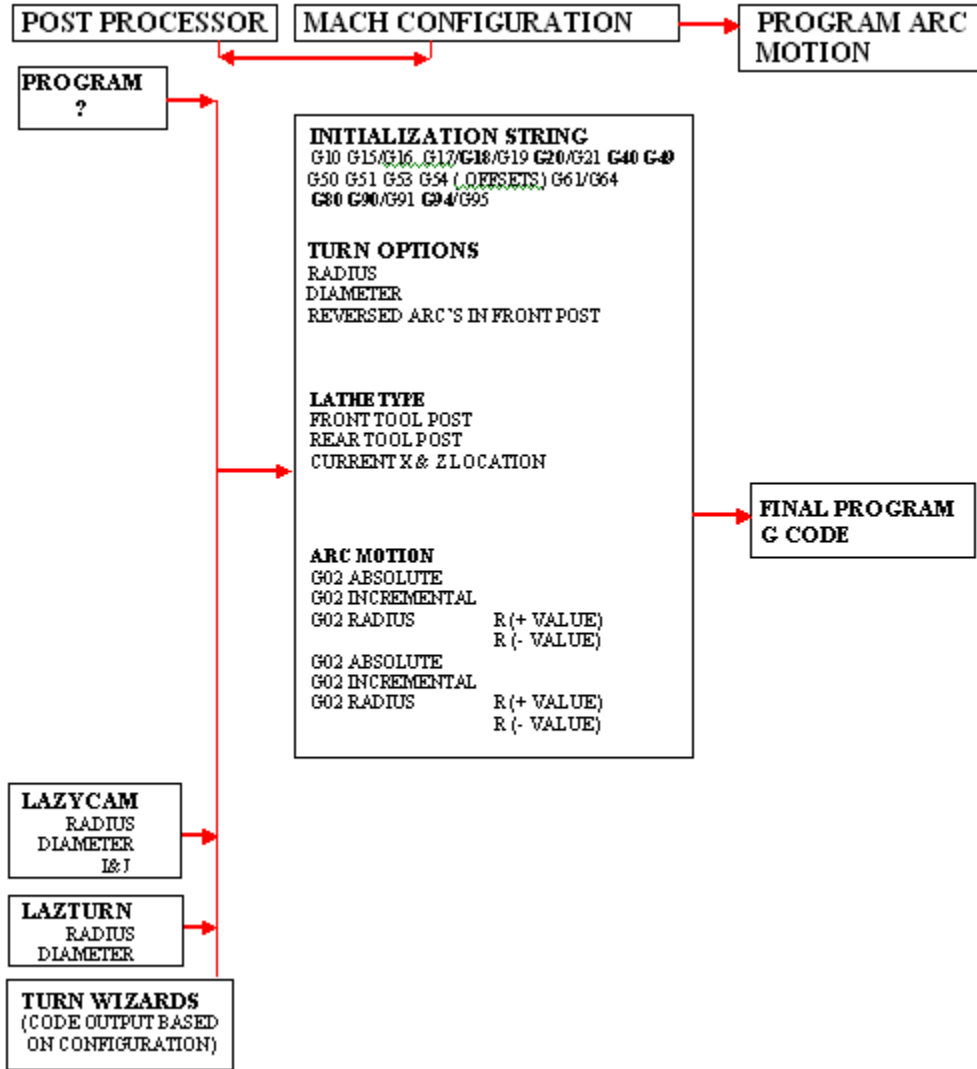 POST PROCESSOR
MACH CONFIGURATION
PROGRAM ARC
MOTION
PROGRAM
?
INITIALIZATION STRING
G10 G15/G16 G17/G18/G19 G20/G21 G40 G49
G50 G51 G53 G54 ( OFFSETS) G61/G64
G80 G90/G91 G94/G95
TURN OPTIONS
RADIUS
DIAMETER
REVERSED ARC'S IN FRONT POST
LATHE TYPE
FRONT TOOL POST
REAR TOOL POST
CURRENT X & Z LOCATION
ARC MOTION
G02 ABSOLUTE
G02 INCREMENTAL
G02 RADIUS R (+ VALUE)
R (- VALUE)
G02 ABSOLUTE
G02 INCREMENTAL
G02 RADIUS R (+ VALUE)
R (- VALUE)
FINAL PROGRAM
G CODE
LAZYCAM
RADIUS
DIAMETER
I&J
LAZTURN
RADIUS
DIAMETER
TURN WIZARDS
(CODE OUTPUT BASED
ON CONFIGURATION)